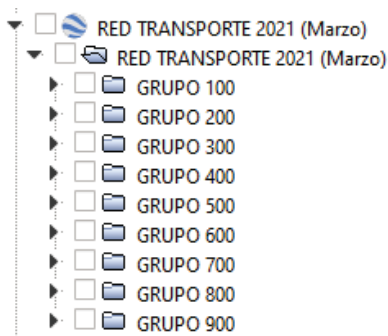 RED TRANSPORTE 2021 (Marzo)
RED TRANSPORTE 2021 (Marzo)
GRUPO 100
GRUPO 200
GRUPO 300
GRUPO 400
GRUPO 500
GRUPO 600
GRUPO 700
GRUPO 800
GRUPO 900